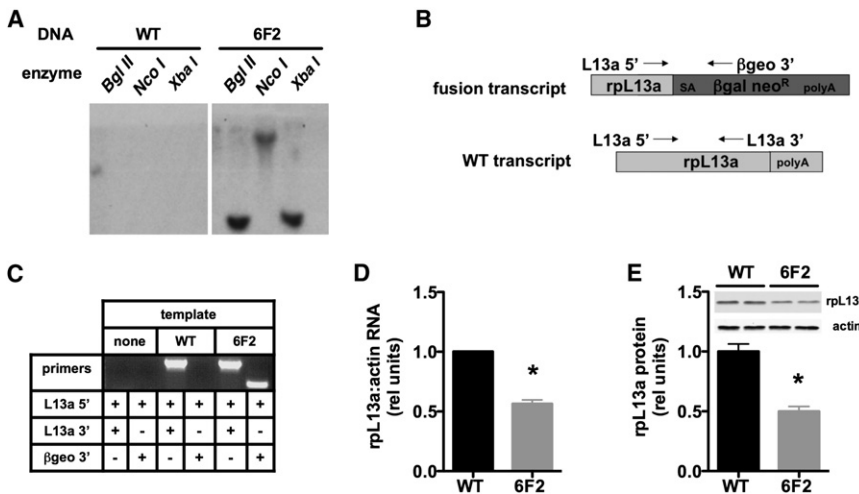 A
DNA WT 6F2
enzyme Bgl II Nco I Xba I Bgl II Nco I Xba I
B
L13a 5' βgeo 3'
fusion transcript rpL13a SA βgal neoᴿ polyA
L13a 5' L13a 3'
WT transcript rpL13a polyA
C
template
none WT 6F2
primers
L13a 5' + + + + + +
L13a 3' + - + - + -
βgeo 3' - + - + - +
D
rpL13a:actin RNA
(rel units)
1.5
1.0
0.5
0.0
*
WT 6F2
E
WT 6F2
rpL13
actin
rpL13a protein
(rel units)
1.5
1.0
0.5
0.0
*
WT 6F2